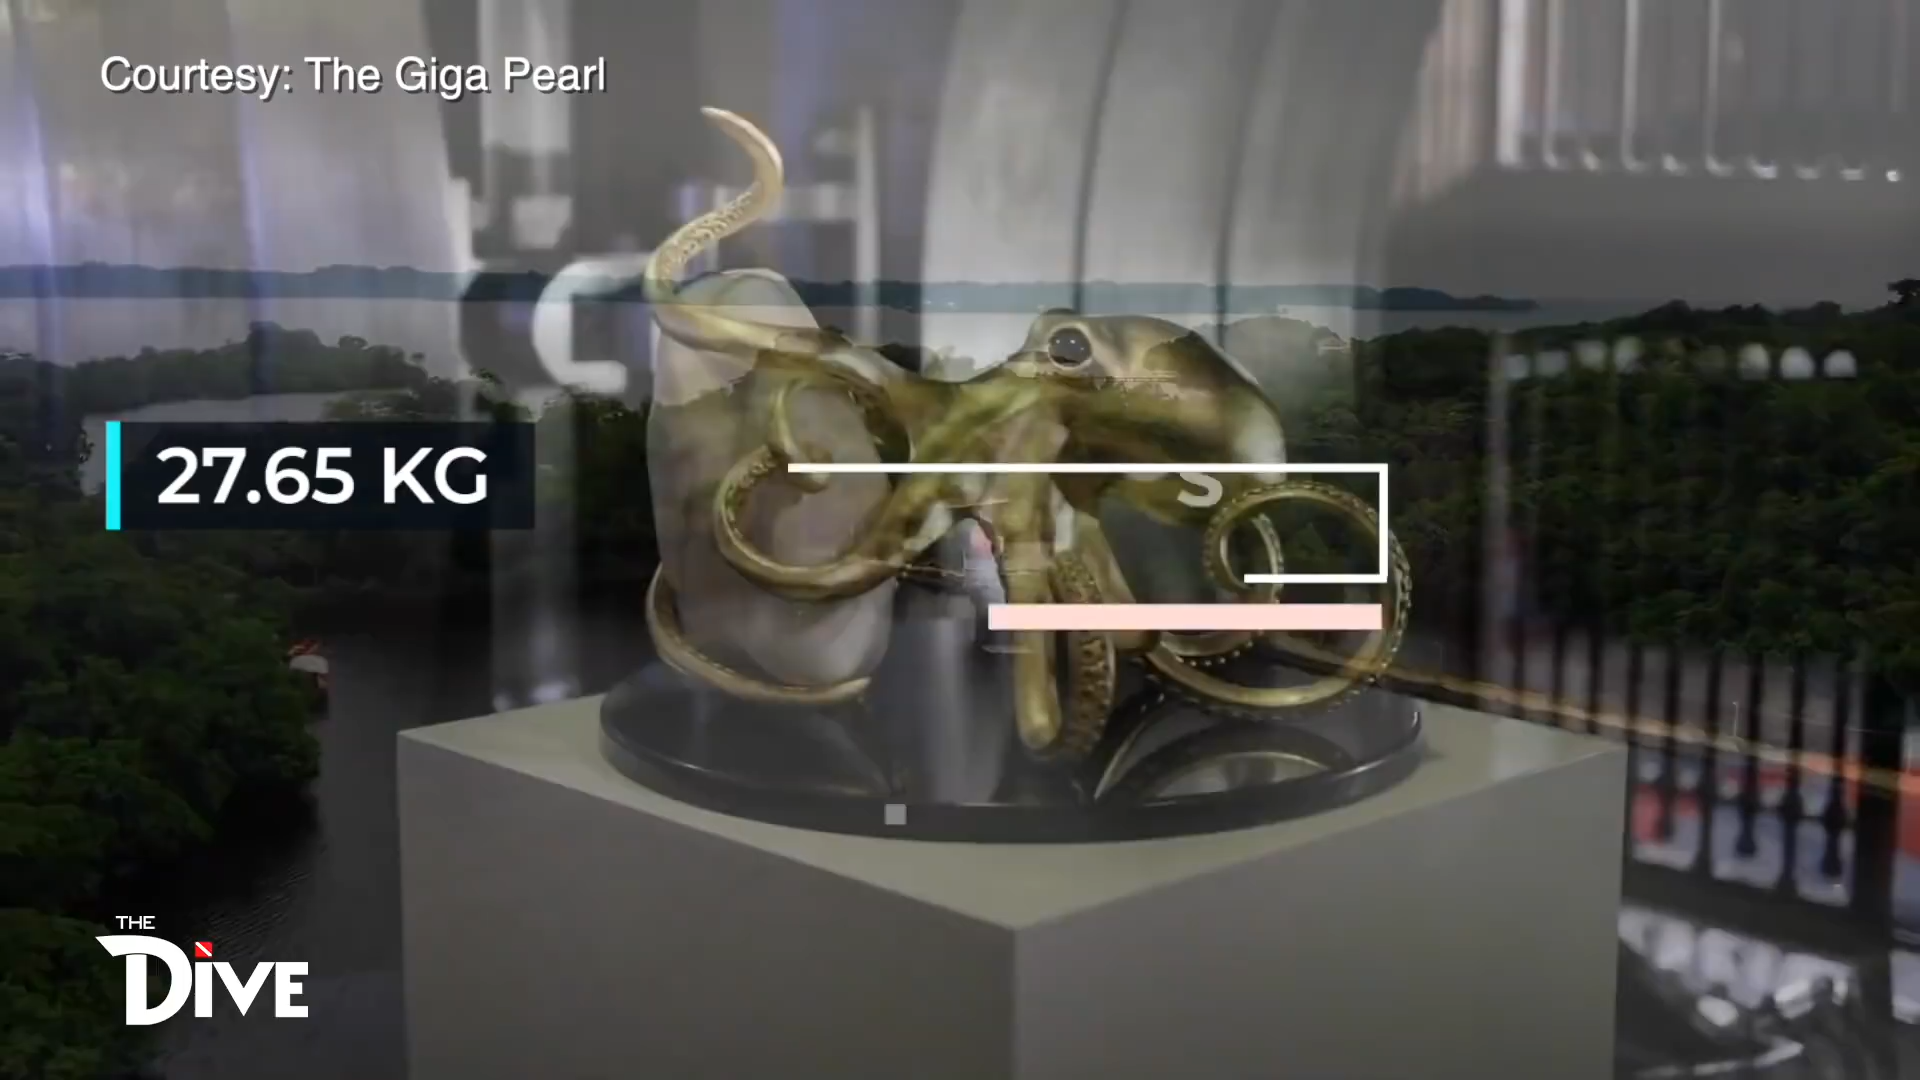 Courtesy: The Giga Pearl
27.65 KG
S
THE
DiVE